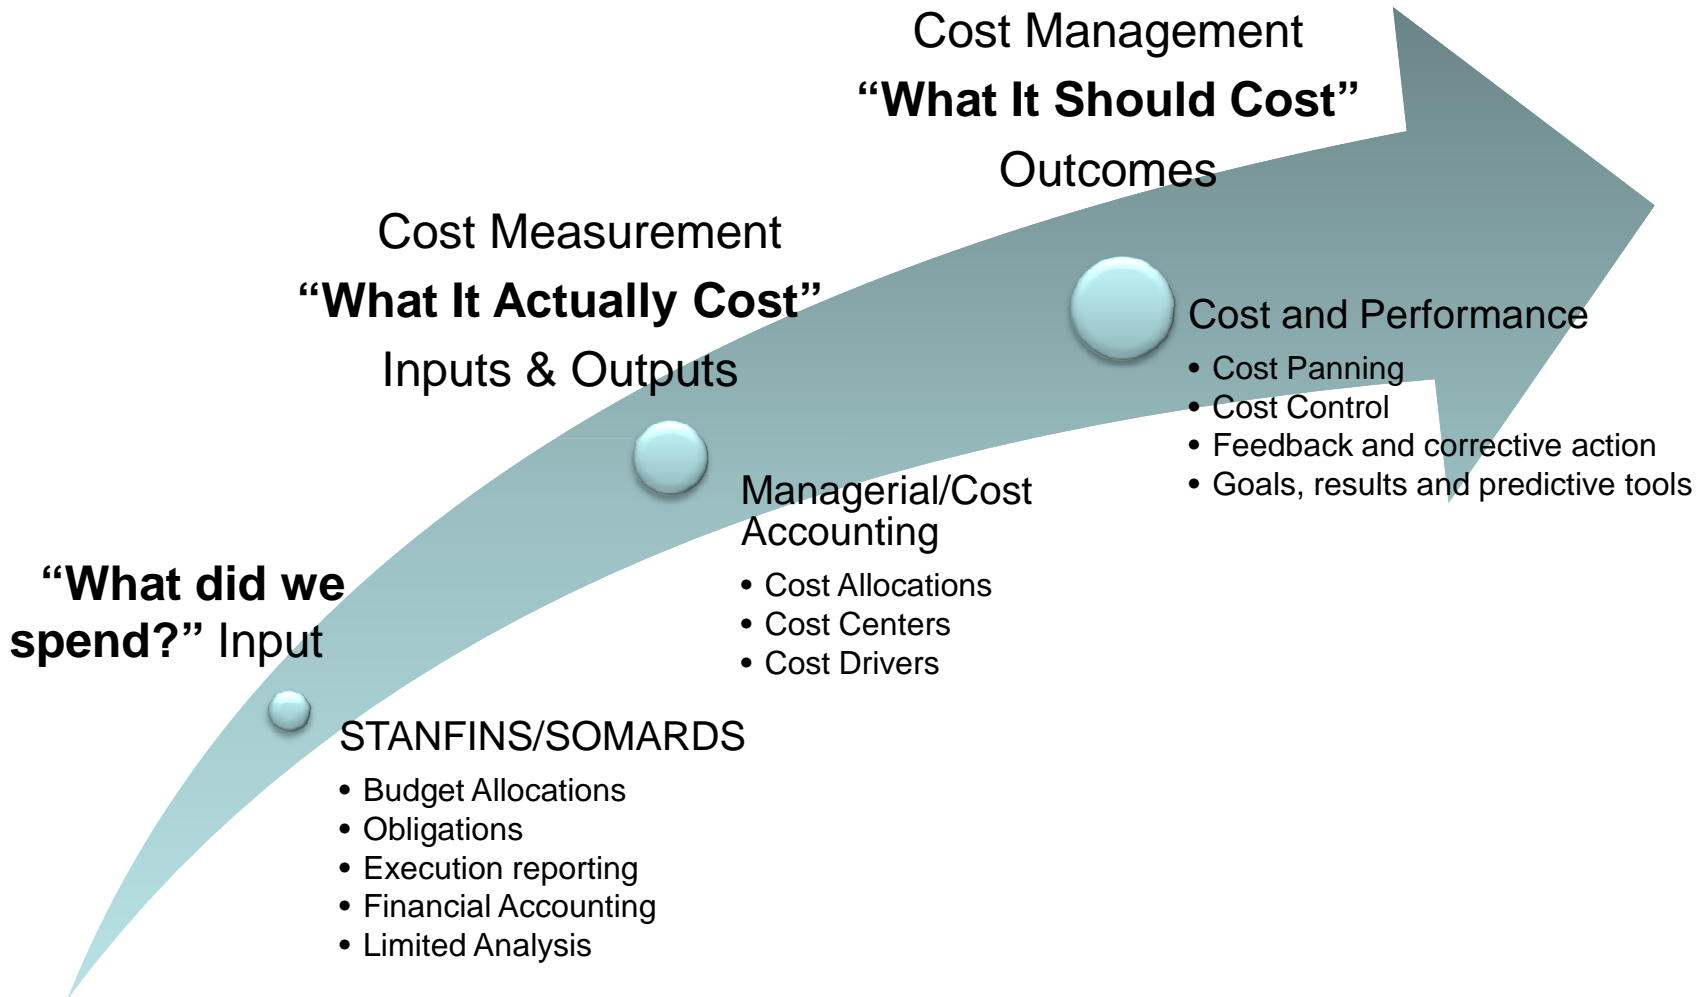 Cost Management
“What It Should Cost”
Outcomes
Cost Measurement
“What It Actually Cost”
Inputs & Outputs
“What did we
spend?” Input
Cost and Performance
• Cost Panning
• Cost Control
• Feedback and corrective action
• Goals, results and predictive tools
Managerial/Cost
Accounting
• Cost Allocations
• Cost Centers
• Cost Drivers
STANFINS/SOMARDS
• Budget Allocations
• Obligations
• Execution reporting
• Financial Accounting
• Limited Analysis